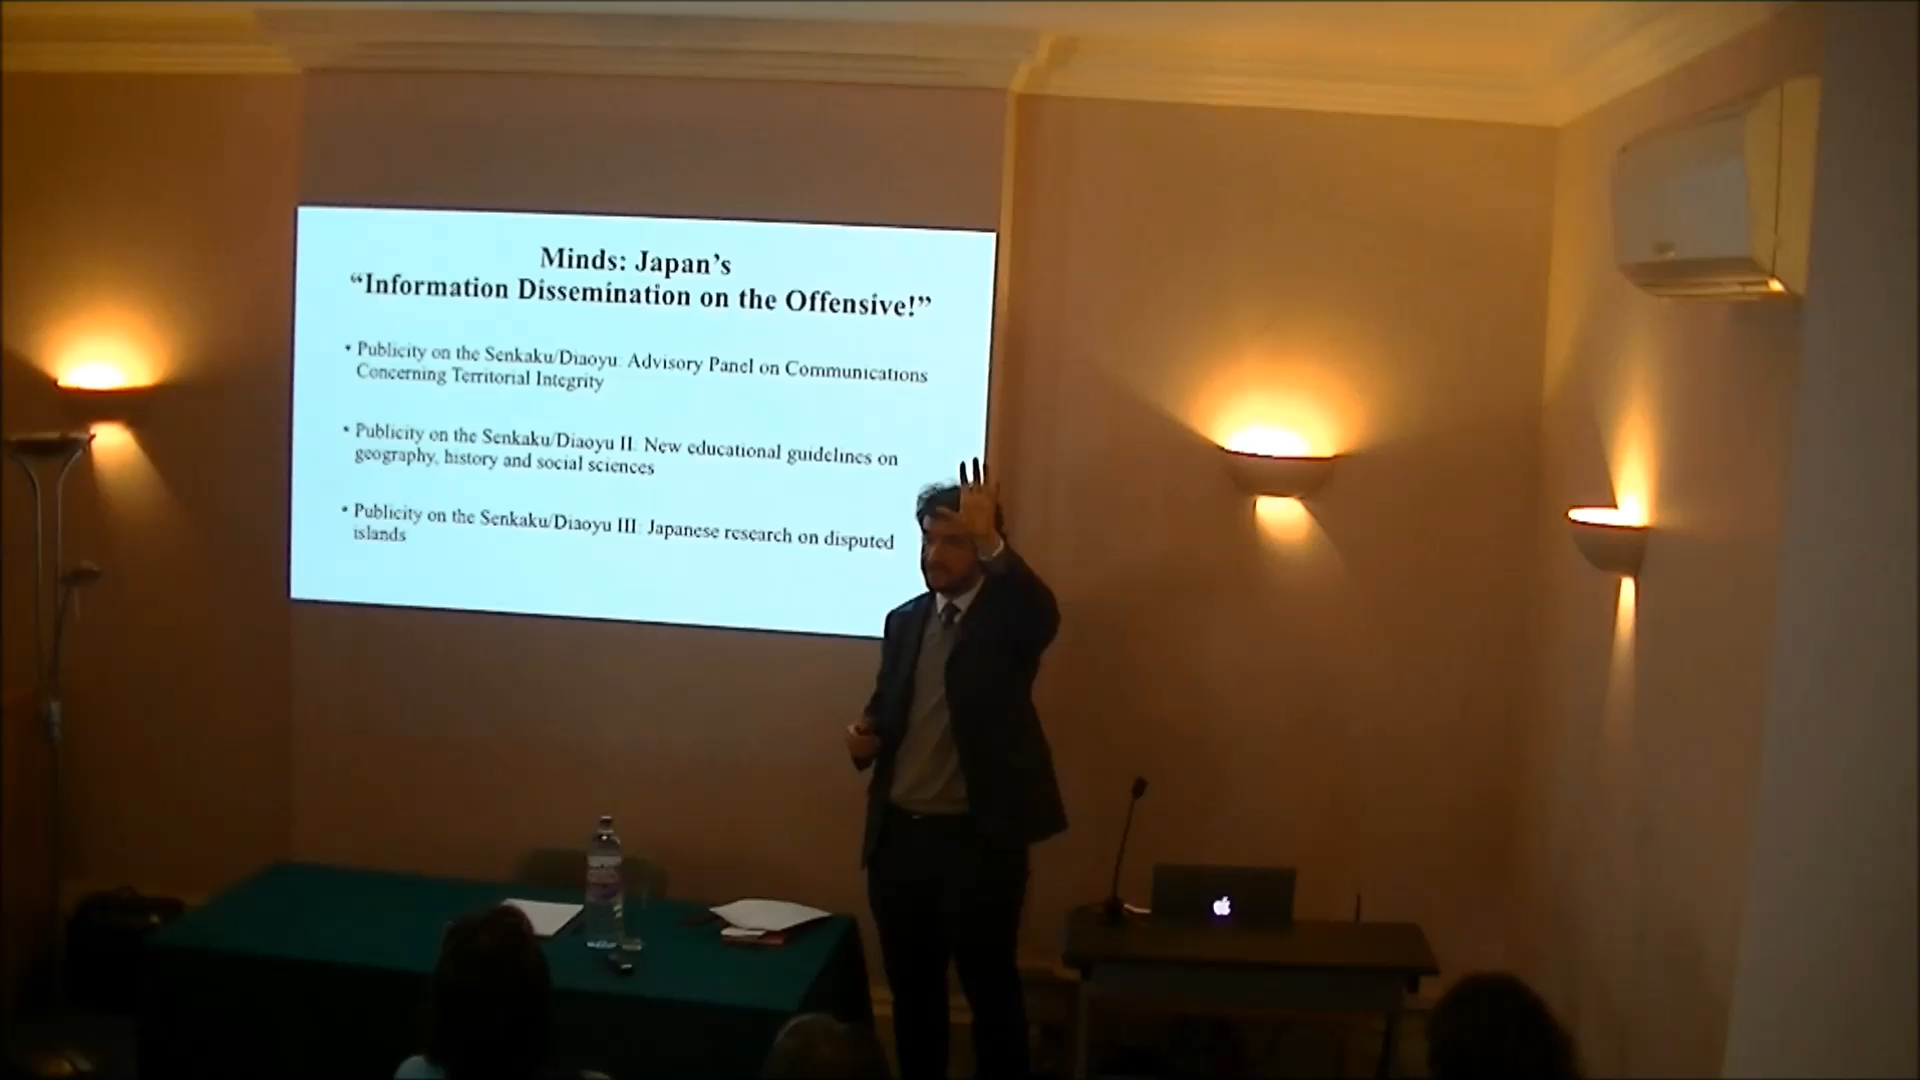 Minds: Japan's
“Information Dissemination on the Offensive!”
• Publicity on the Senkaku/Diaoyu: Advisory Panel on Communications
Concerning Territorial Integrity
• Publicity on the Senkaku/Diaoyu II: New educational guidelines on
geography, history and social sciences
• Publicity on the Senkaku/Diaoyu III: Japanese research on disputed
islands